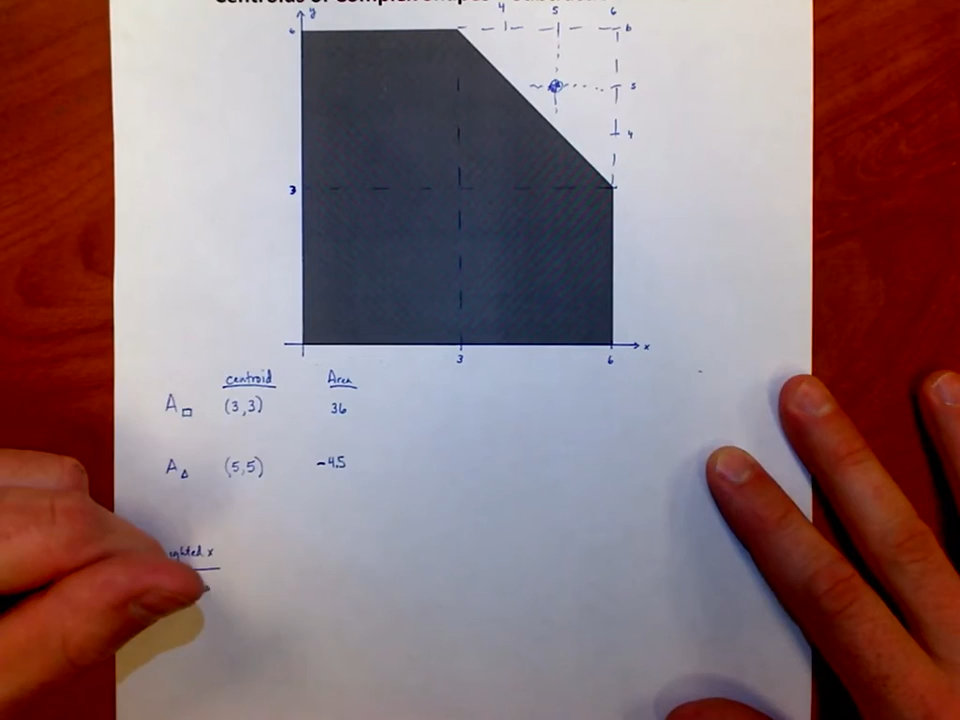 Centroids of Complex Shapes
y
4 5 6
6 6
5
4
3
x
3 6
centroid Area
A□ (3,3) 36
A△ (5,5) -4.5
x